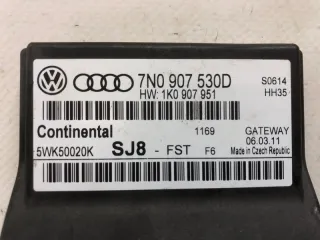 7N0 907 530D S0614
HW: 1K0 907 951 HH35
Continental 1169 GATEWAY
06.03.11
5WK50020K SJ8 - FST F6 Made in Czech Republic